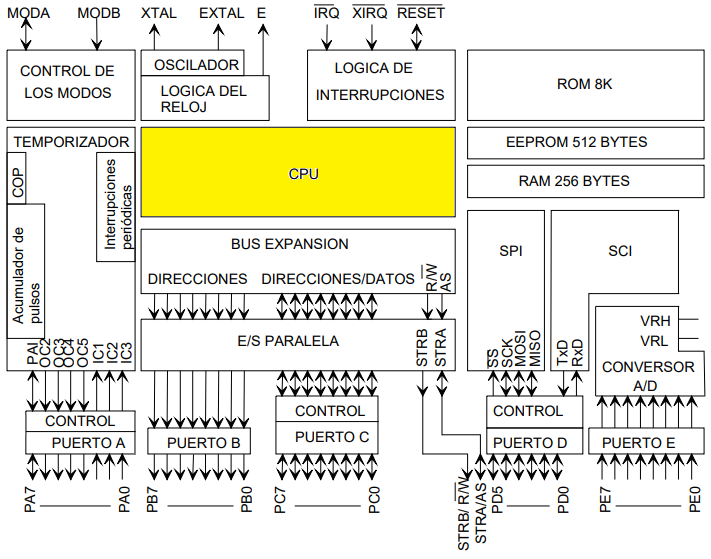 MODA MODB XTAL EXTAL E IRQ XIRQ RESET
CONTROL DE
LOS MODOS
OSCILADOR
LOGICA DEL
RELOJ
LOGICA DE
INTERRUPCIONES
ROM 8K
TEMPORIZADOR
COP
Interrupciones
periódicas
Acumulador de
pulsos
CPU
EEPROM 512 BYTES
RAM 256 BYTES
BUS EXPANSION
DIRECCIONES DIRECCIONES/DATOS R/W AS
SPI SCI
E/S PARALELA STRB STRA
PAI OC2 OC3 OC4 OC5 IC1 IC2 IC3
SS SCK MOSI MISO TxD RxD
VRH
VRL
CONVERSOR
A/D
CONTROL
PUERTO A
PUERTO B
CONTROL
PUERTO C
CONTROL
PUERTO D
PUERTO E
PA7 PA0 PB7 PB0 PC7 PC0 STRB/ R/W STRA/AS PD5 PD0 PE7 PE0